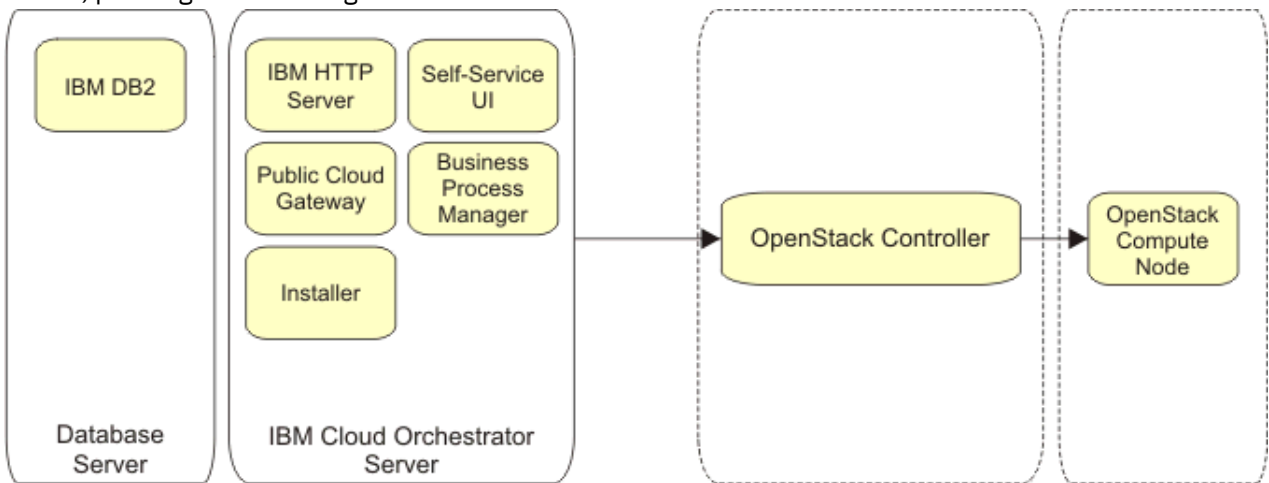 IBM DB2
Database
Server
IBM HTTP
Server
Self-Service
UI
Public Cloud
Gateway
Business
Process
Manager
Installer
IBM Cloud Orchestrator
Server
OpenStack Controller
OpenStack
Compute
Node